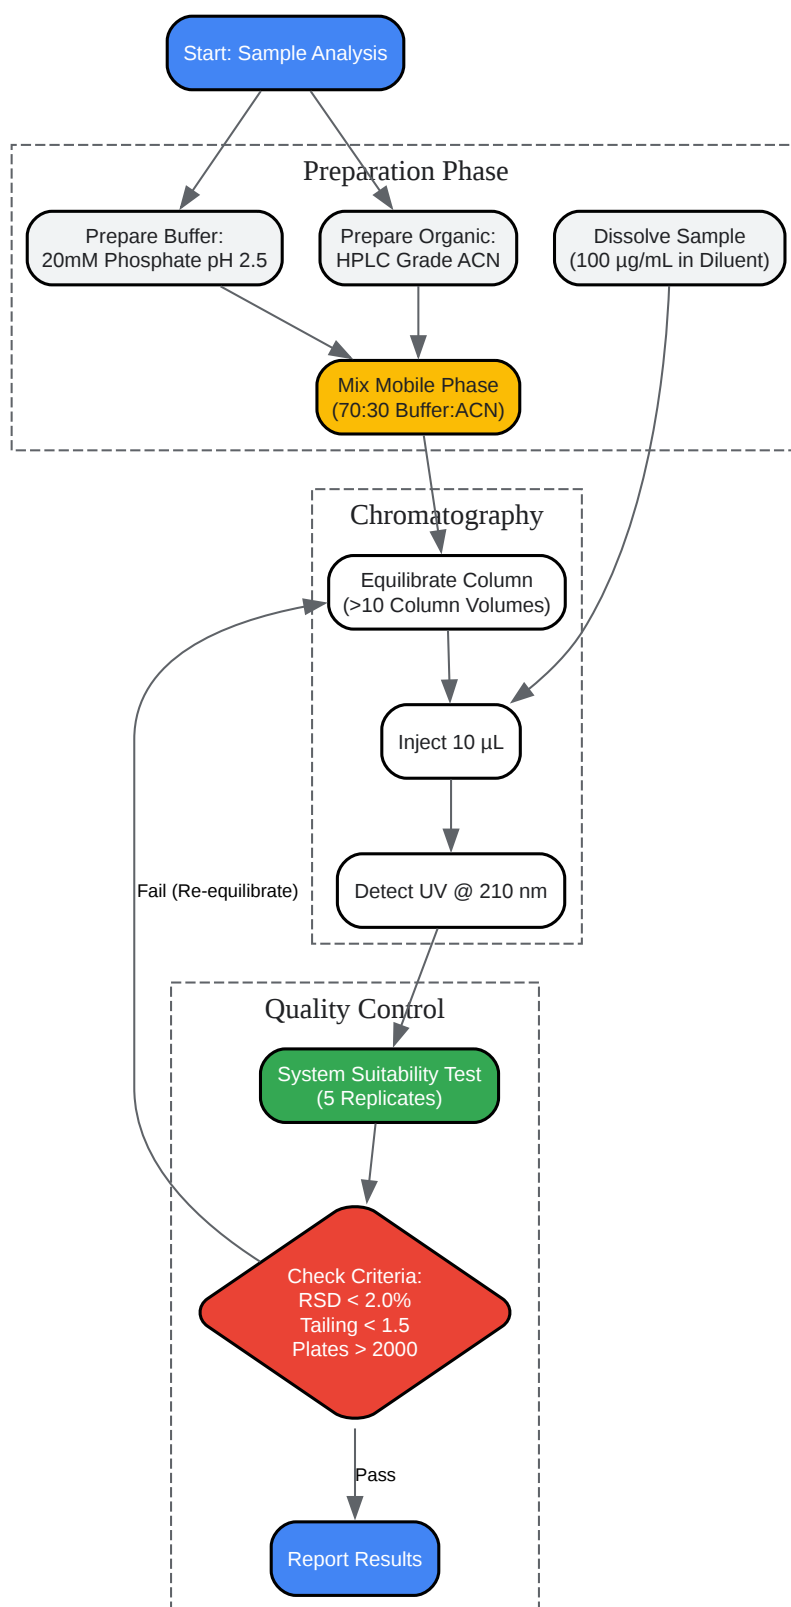 Start: Sample Analysis
Preparation Phase
Prepare Buffer:
20mM Phosphate pH 2.5
Prepare Organic:
HPLC Grade ACN
Dissolve Sample
(100 µg/mL in Diluent)
Mix Mobile Phase
(70:30 Buffer:ACN)
Chromatography
Equilibrate Column
(>10 Column Volumes)
Inject 10 µL
Detect UV @ 210 nm
Fail (Re-equilibrate)
Quality Control
System Suitability Test
(5 Replicates)
Check Criteria:
RSD < 2.0%
Tailing < 1.5
Plates > 2000
Pass
Report Results